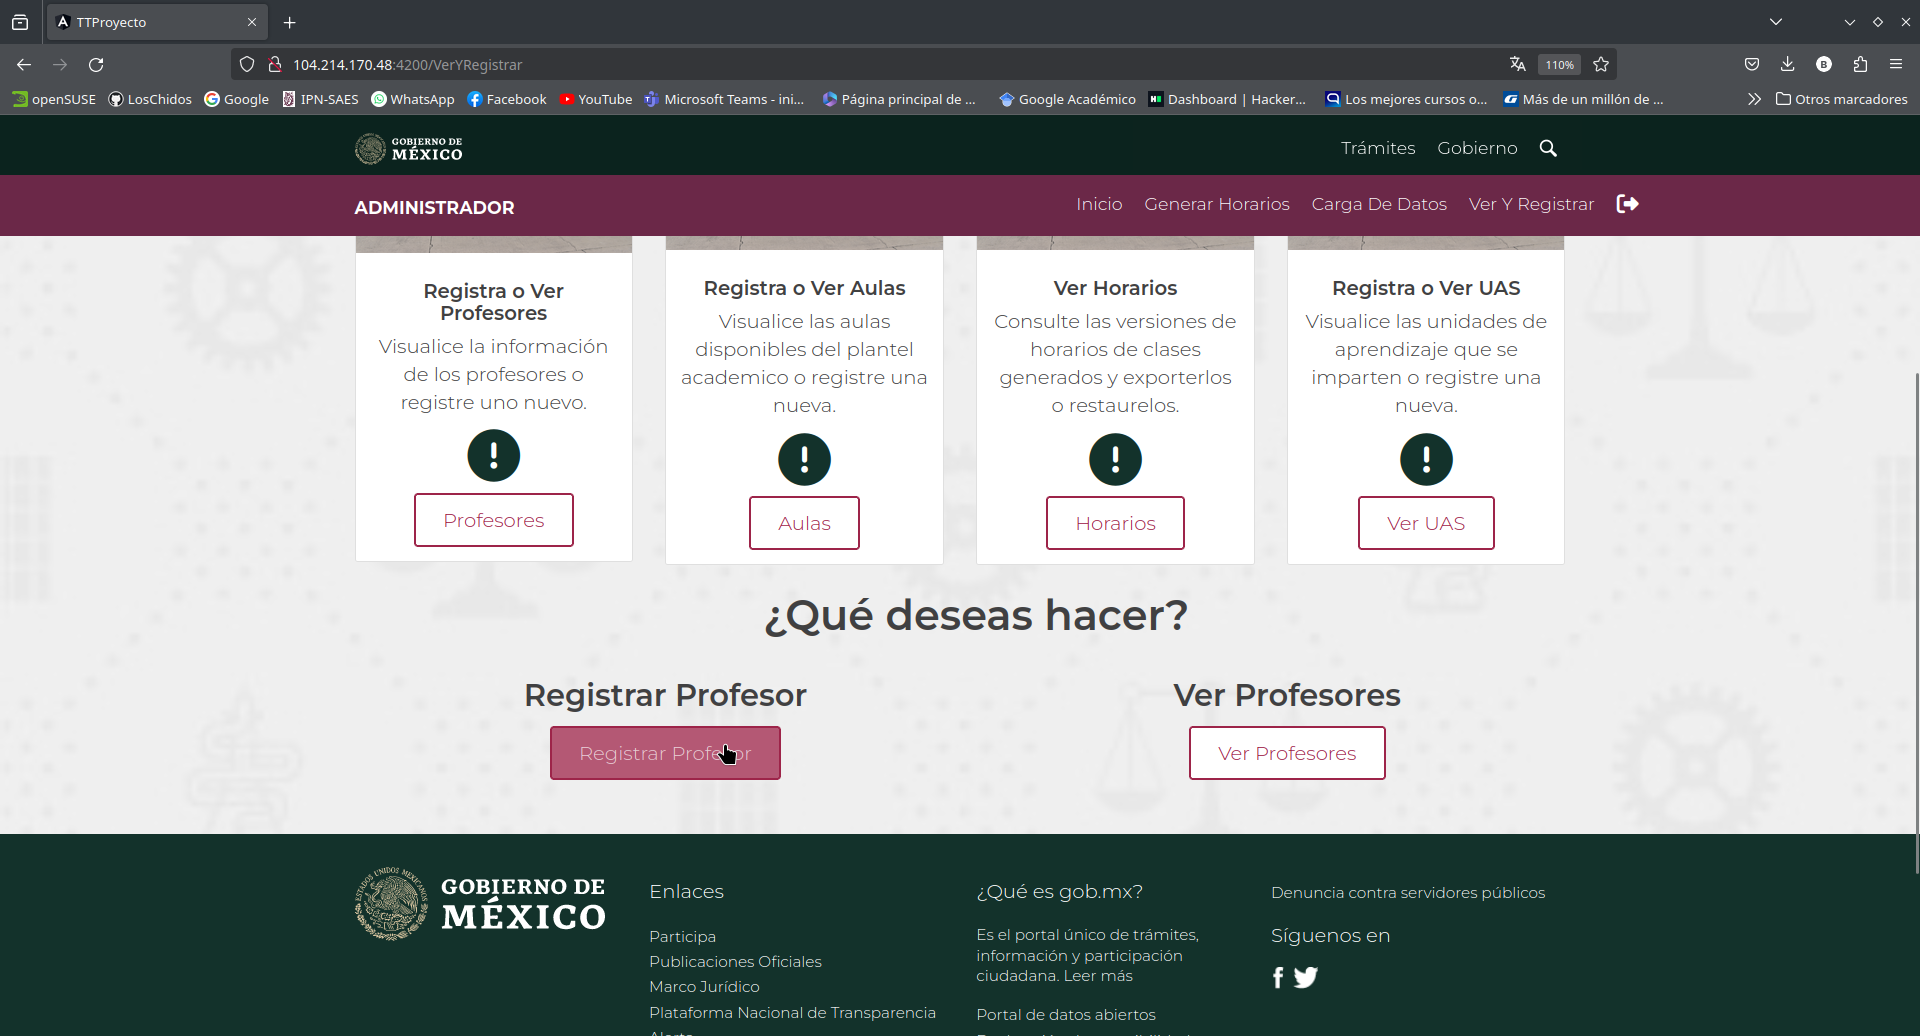 TTProyecto
104.214.170.48:4200/VerYRegistrar
110%
B
openSUSE
LosChidos
Google
IPN-SAES
WhatsApp
Facebook
YouTube
Microsoft Teams - ini...
Página principal de ...
Google Académico
Dashboard | Hacker...
Los mejores cursos o...
Más de un millón de ...
Otros marcadores
GOBIERNO DE
MÉXICO
Trámites
Gobierno
ADMINISTRADOR
Inicio
Generar Horarios
Carga De Datos
Ver Y Registrar
Registra o Ver
Profesores
Visualice la información
de los profesores o
registre uno nuevo.
Profesores
Registra o Ver Aulas
Visualice las aulas
disponibles del plantel
academico o registre una
nueva.
Aulas
Ver Horarios
Consulte las versiones de
horarios de clases
generados y exporterlos
o restaurelos.
Horarios
Registra o Ver UAS
Visualice las unidades de
aprendizaje que se
imparten o registre una
nueva.
Ver UAS
¿Qué deseas hacer?
Registrar Profesor
Registrar Profesor
Ver Profesores
Ver Profesores
ESTADOS UNIDOS MEXICANOS
GOBIERNO DE
MÉXICO
Enlaces
Participa
Publicaciones Oficiales
Marco Jurídico
Plataforma Nacional de Transparencia
¿Qué es gob.mx?
Es el portal único de trámites,
información y participación
ciudadana. Leer más
Portal de datos abiertos
Denuncia contra servidores públicos
Síguenos en